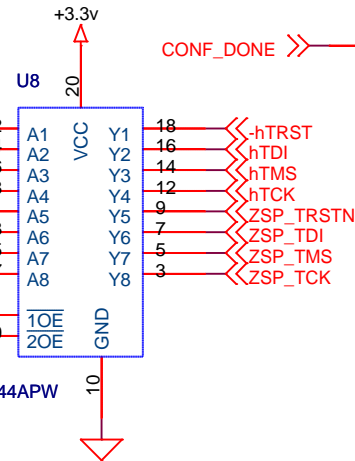 +3.3v
CONF_DONE
U8
20
VCC
A1 Y1 18 -hTRST
A2 Y2 16 hTDI
A3 Y3 14 hTMS
A4 Y4 12 hTCK
A5 Y5 9 ZSP_TRSTN
A6 Y6 7 ZSP_TDI
A7 Y7 5 ZSP_TMS
A8 Y8 3 ZSP_TCK
1OE
2OE
GND
44APW
10